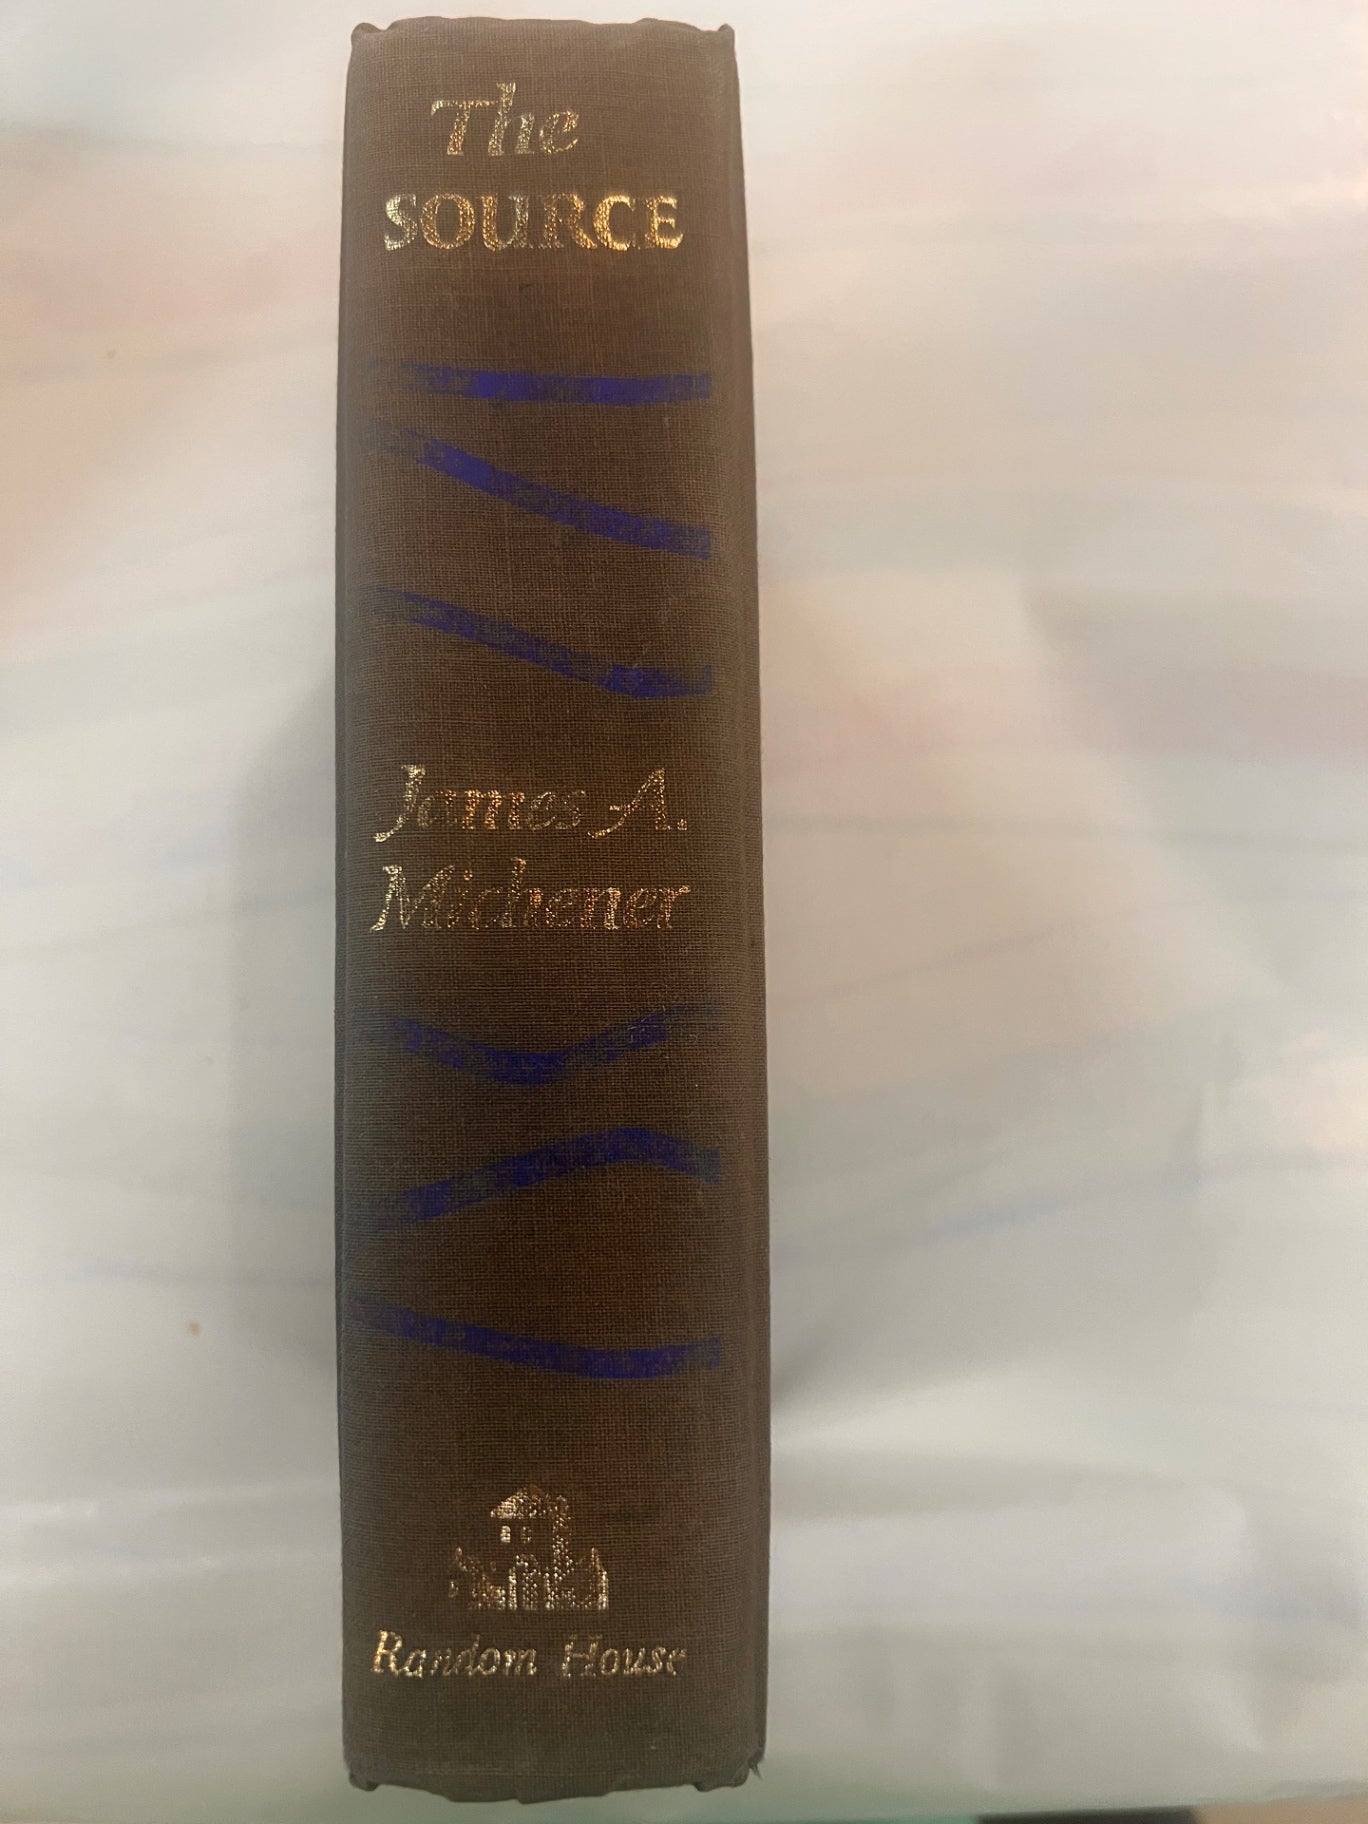 The
SOURCE
James A.
Michener
Random House